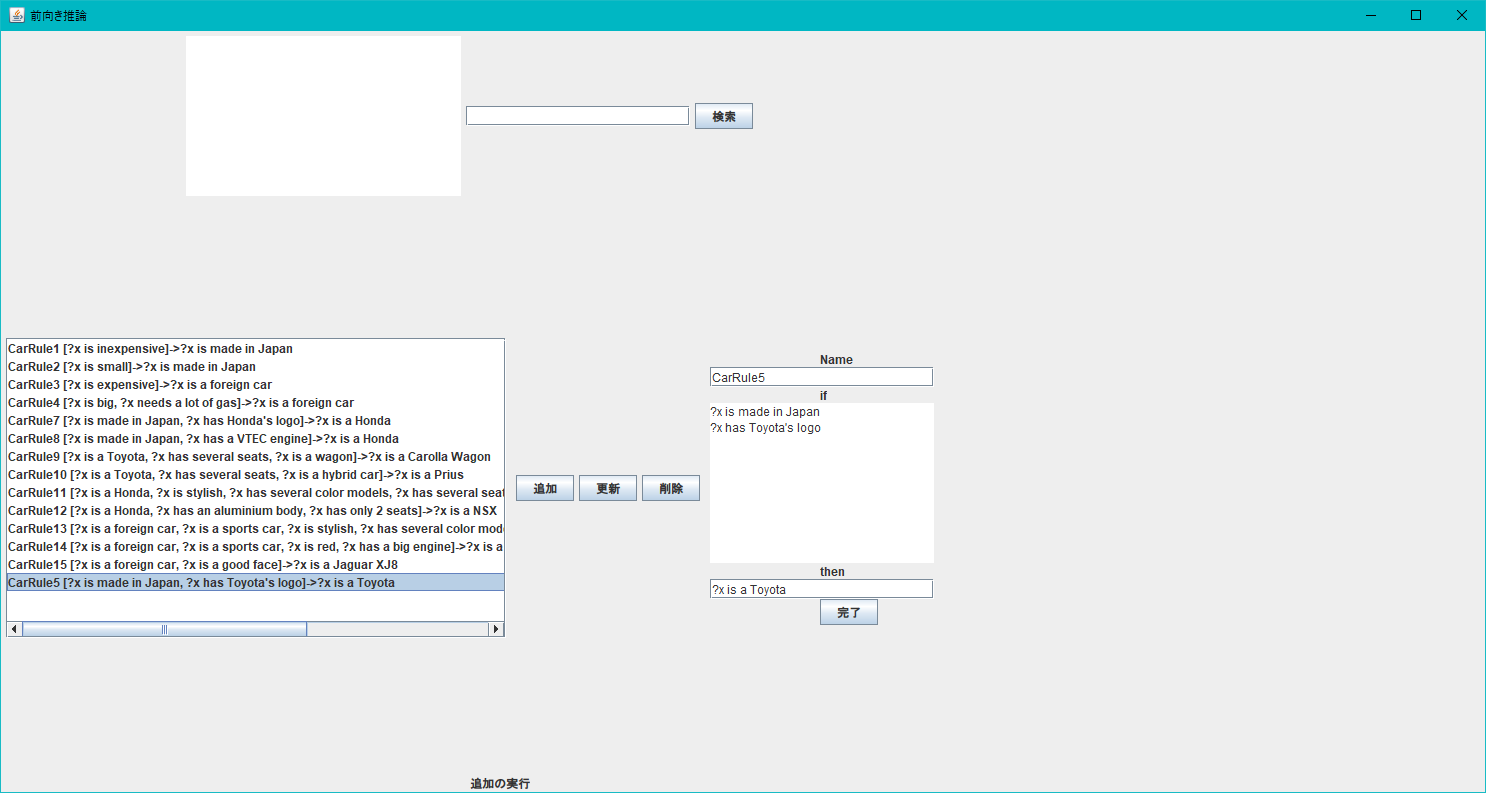 前向き推論
検索
CarRule1 [?x is inexpensive]->?x is made in Japan
CarRule2 [?x is small]->?x is made in Japan
CarRule3 [?x is expensive]->?x is a foreign car
CarRule4 [?x is big, ?x needs a lot of gas]->?x is a foreign car
CarRule7 [?x is made in Japan, ?x has Honda's logo]->?x is a Honda
CarRule8 [?x is made in Japan, ?x has a VTEC engine]->?x is a Honda
CarRule9 [?x is a Toyota, ?x has several seats, ?x is a wagon]->?x is a Carolla Wagon
CarRule10 [?x is a Toyota, ?x has several seats, ?x is a hybrid car]->?x is a Prius
CarRule11 [?x is a Honda, ?x is stylish, ?x has several color models, ?x has several seat
CarRule12 [?x is a Honda, ?x has an aluminium body, ?x has only 2 seats]->?x is a NSX
CarRule13 [?x is a foreign car, ?x is a sports car, ?x is stylish, ?x has several color mode
CarRule14 [?x is a foreign car, ?x is a sports car, ?x is red, ?x has a big engine]->?x is a
CarRule15 [?x is a foreign car, ?x is a good face]->?x is a Jaguar XJ8
CarRule5 [?x is made in Japan, ?x has Toyota's logo]->?x is a Toyota
追加 更新 削除
Name
CarRule5
if
?x is made in Japan
?x has Toyota's logo
then
?x is a Toyota
完了
追加の実行